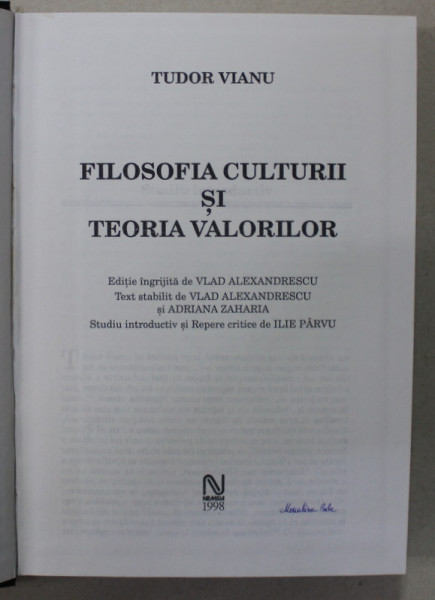 TUDOR VIANU
FILOSOFIA CULTURII
ȘI
TEORIA VALORILOR
Ediție îngrijită de VLAD ALEXANDRESCU
Text stabilit de VLAD ALEXANDRESCU
și ADRIANA ZAHARIA
Studiu introductiv și Repere critice de ILIE PÂRVU
NEMIRA
1998